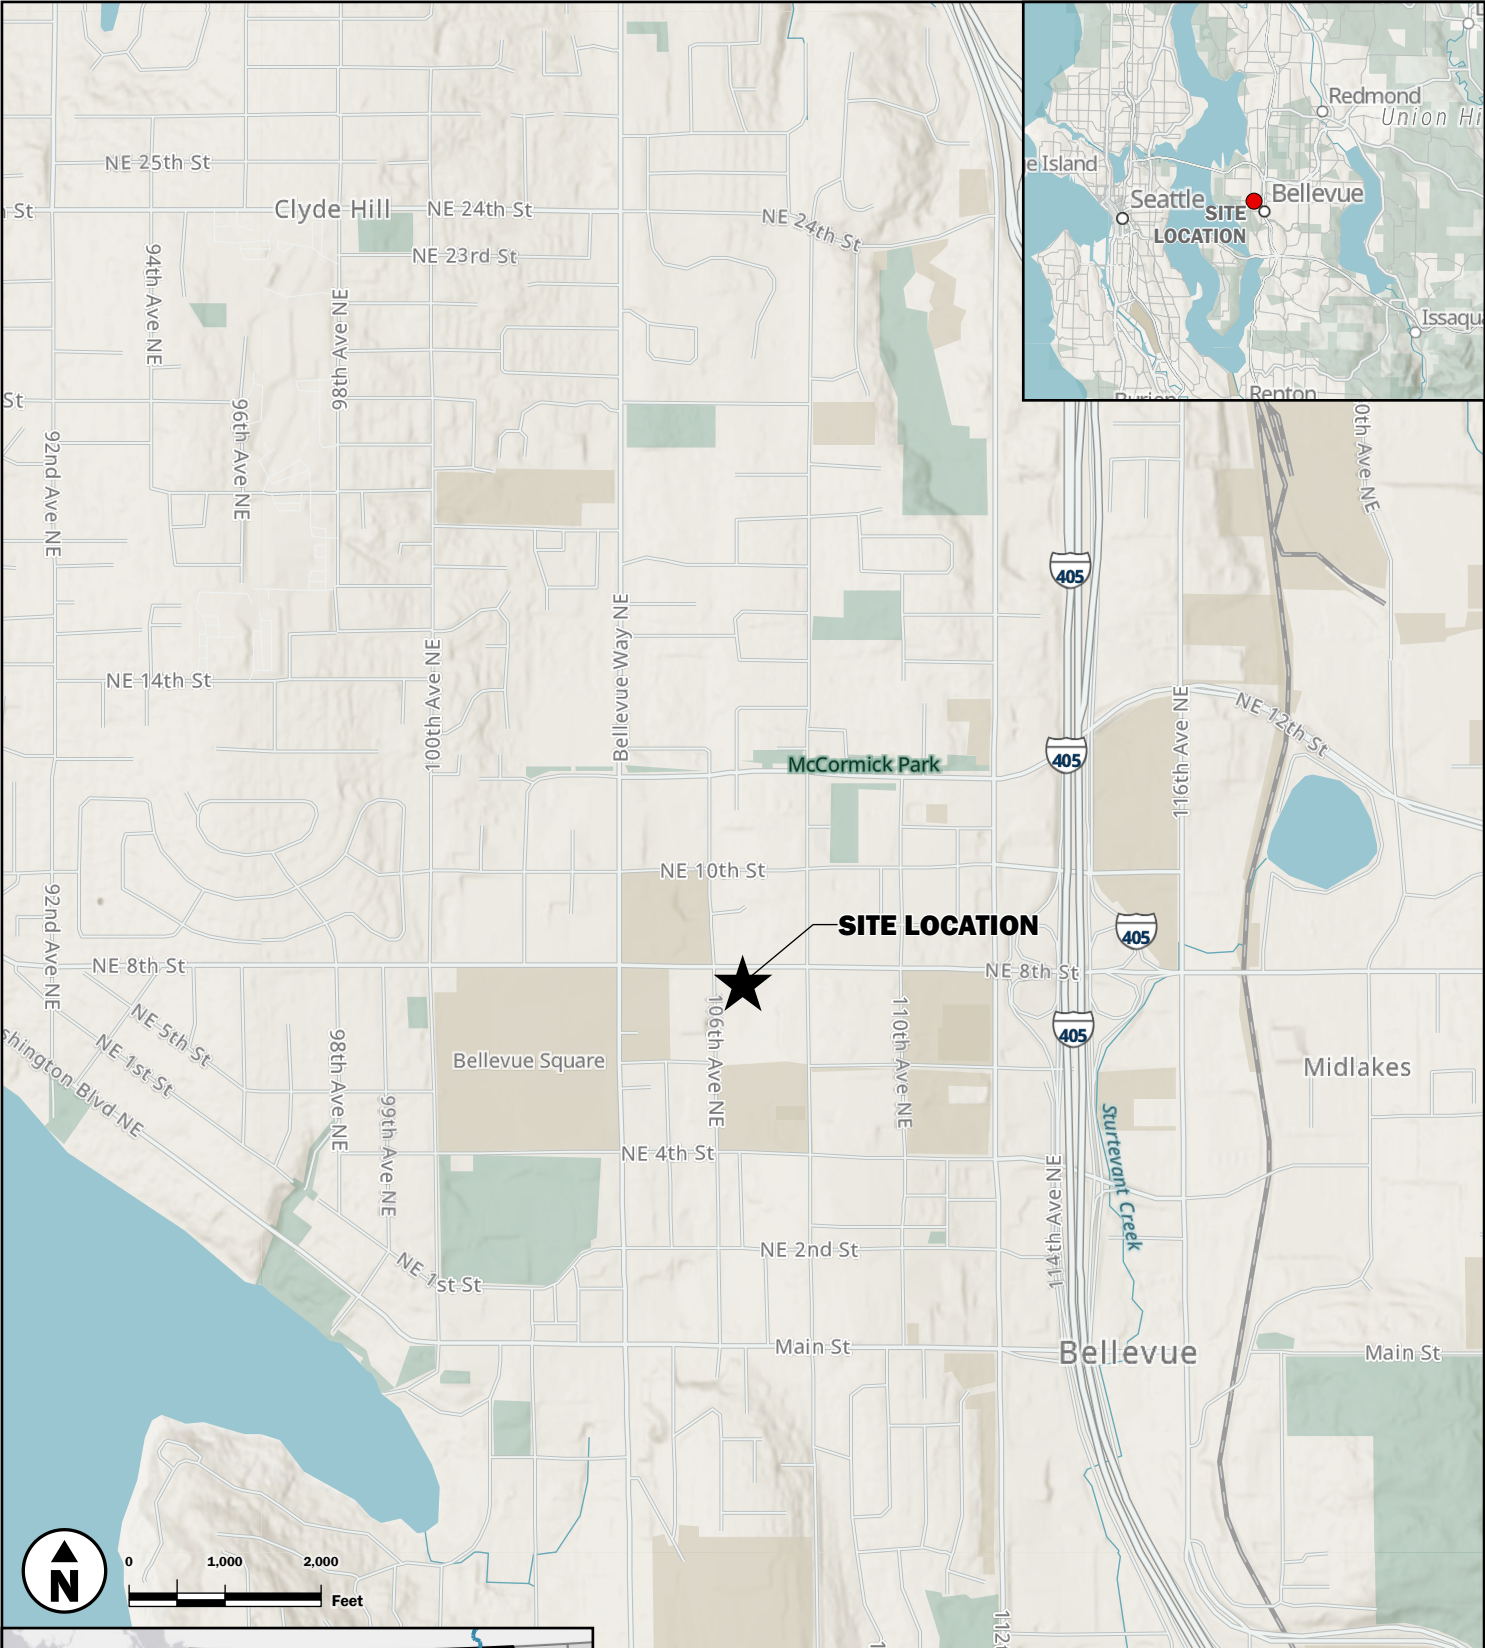 Redmond
Union Hi
e Island
Seattle
Bellevue
SITE
LOCATION
Issaqua
Renton
NE 25th St
St
Clyde Hill
NE 24th St
NE 24th St
NE 23rd St
94th Ave NE
98th Ave NE
St
96th Ave NE
92nd Ave NE
0th Ave NE
405
Bellevue Way NE
100th Ave NE
NE 14th St
116th Ave NE
NE 12th St
405
McCormick Park
NE 10th St
92nd Ave NE
SITE LOCATION
405
NE 8th St
NE 8th St
106th Ave NE
110th Ave NE
NE 5th St
NE 1st St
shington Blvd NE
98th Ave NE
99th Ave NE
405
Bellevue Square
Midlakes
NE 4th St
Sturtevant Creek
114th Ave NE
NE 2nd St
NE 1st St
Main St
Bellevue
Main St
N
0
1,000
2,000
Feet
112t
1